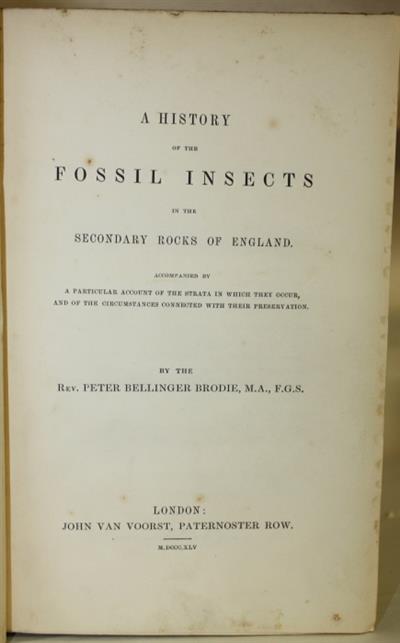 A HISTORY
OF THE
FOSSIL INSECTS
IN THE
SECONDARY ROCKS OF ENGLAND.
ACCOMPANIED BY
A PARTICULAR ACCOUNT OF THE STRATA IN WHICH THEY OCCUR,
AND OF THE CIRCUMSTANCES CONNECTED WITH THEIR PRESERVATION.
BY THE
REV. PETER BELLINGER BRODIE, M.A., F.G.S.
LONDON:
JOHN VAN VOORST, PATERNOSTER ROW.
M.DCCC.XLV